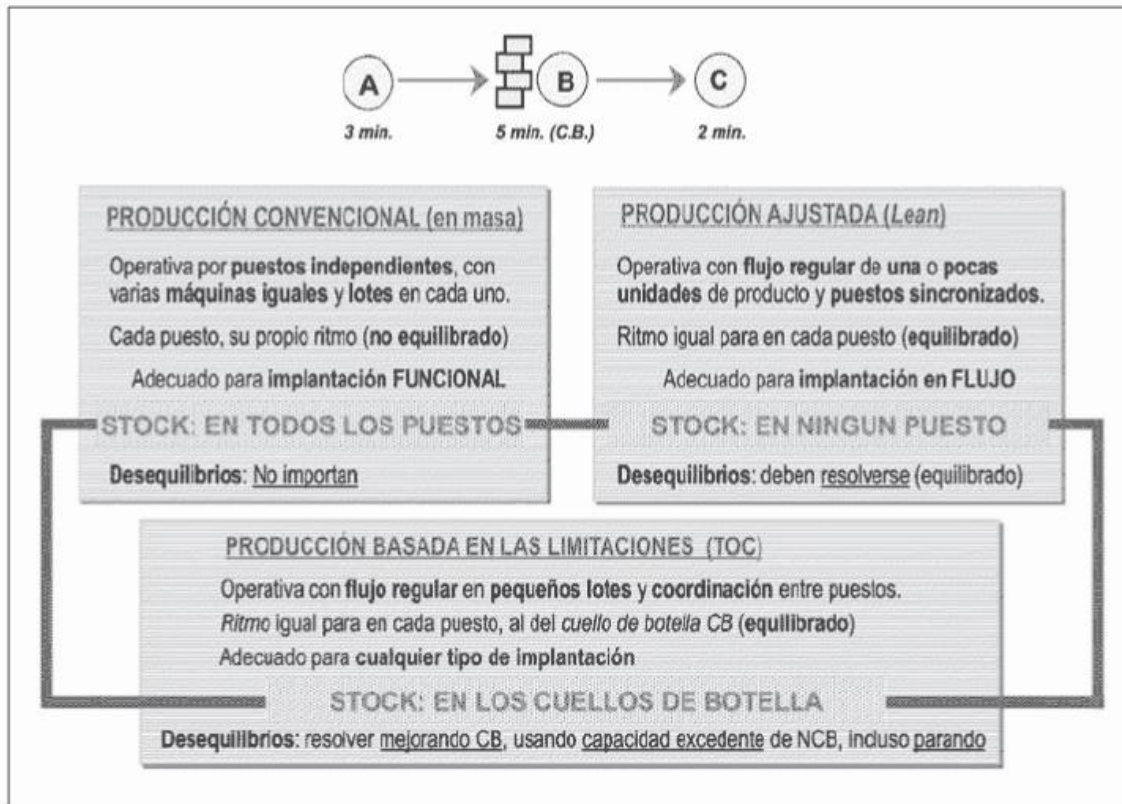 A
B
C
3 min.
5 min. (C.B.)
2 min.
PRODUCCIÓN CONVENCIONAL (en masa)
Operativa por puestos independientes, con
varias máquinas iguales y lotes en cada uno.
Cada puesto, su propio ritmo (no equilibrado)
Adecuado para implantación FUNCIONAL
STOCK: EN TODOS LOS PUESTOS
Desequilibrios: No importan
PRODUCCIÓN AJUSTADA (Lean)
Operativa con flujo regular de una o pocas
unidades de producto y puestos sincronizados.
Ritmo igual para en cada puesto (equilibrado)
Adecuado para implantación en FLUJO
STOCK: EN NINGUN PUESTO
Desequilibrios: deben resolverse (equilibrado)
PRODUCCIÓN BASADA EN LAS LIMITACIONES (TOC)
Operativa con flujo regular en pequeños lotes y coordinación entre puestos.
Ritmo igual para en cada puesto, al del cuello de botella CB (equilibrado)
Adecuado para cualquier tipo de implantación
STOCK: EN LOS CUELLOS DE BOTELLA
Desequilibrios: resolver mejorando CB, usando capacidad excedente de NCB, incluso parando